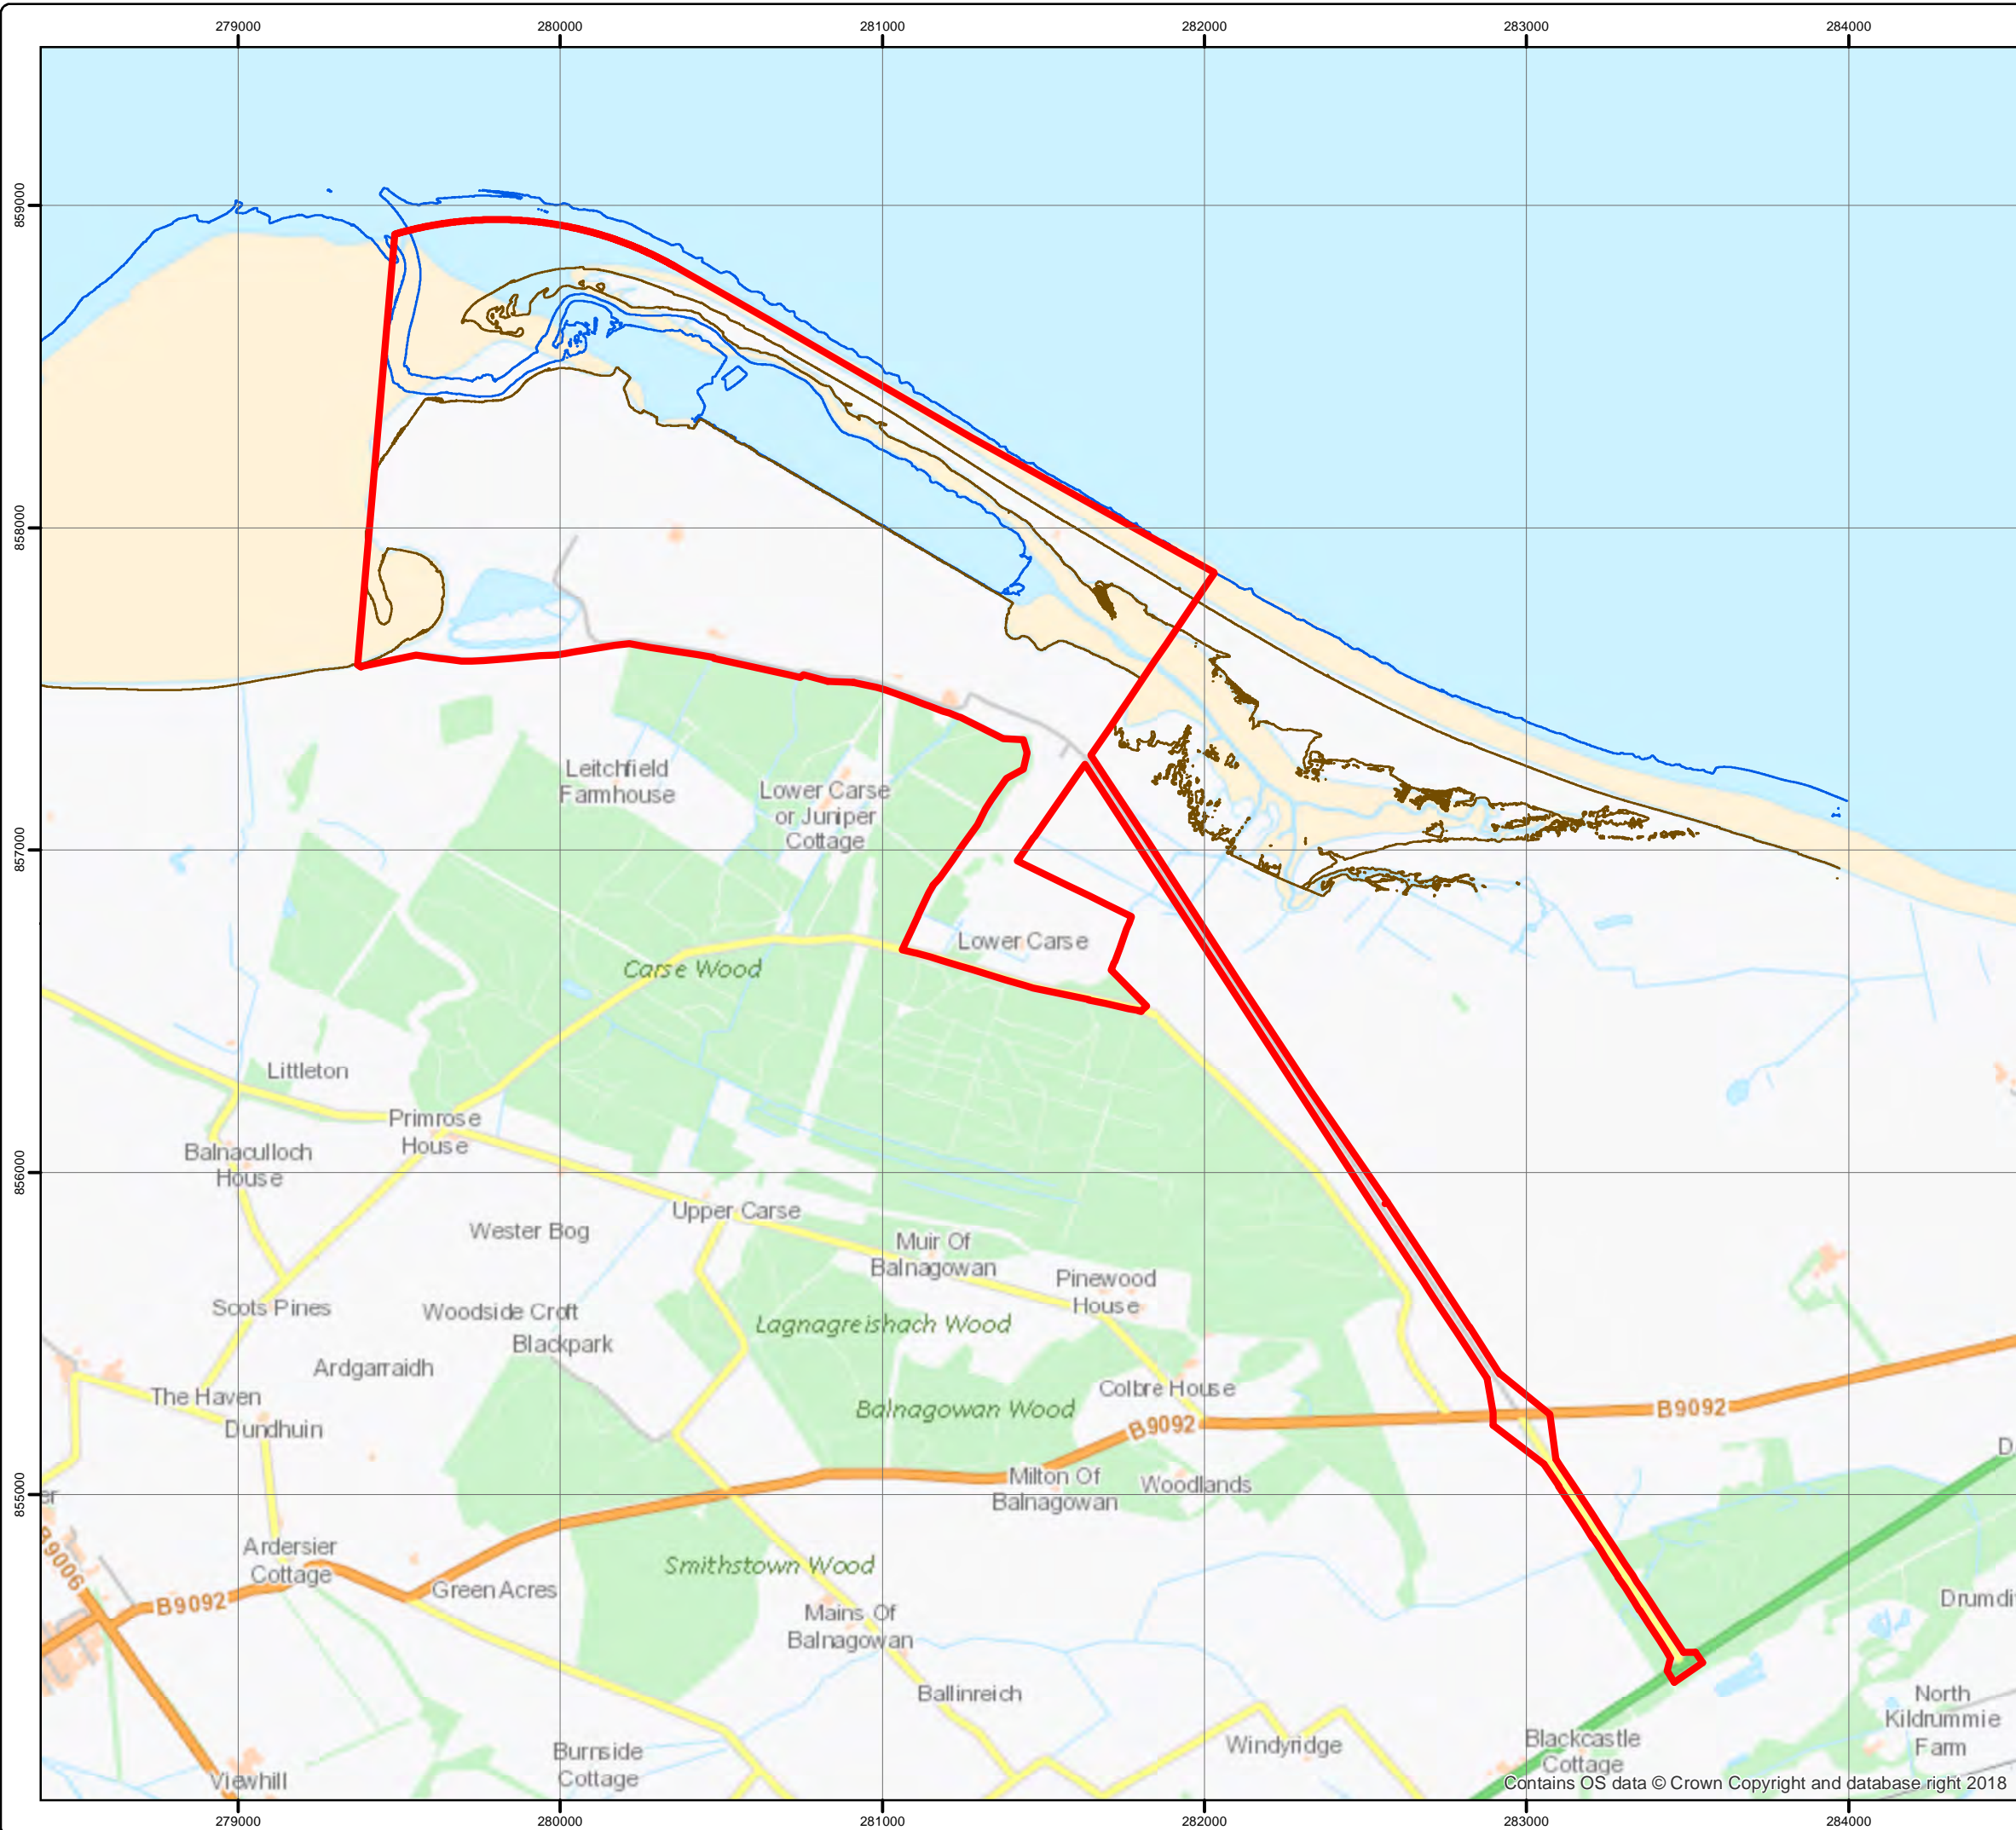 279000 280000 281000 282000 283000 284000
859000
858000
857000
856000
855000
Leitchfield
Farmhouse
Lower Carse
or Juniper
Cottage
Lower Carse
Carse Wood
Littleton
Primrose
House
Balnaculloch
House
Upper Carse
Wester Bog
Muir Of
Balnagowan
Pinewood
House
Scots Pines
Woodside Croft
Lagnagreishach Wood
Blackpark
Ardgarraidh
The Haven
Colbre House
Dundhuin
Balnagowan Wood
B9092
B9092
Milton Of
Balnagowan
Woodlands
D
er
B9006
Ardersier
Cottage
Smithstown Wood
Green Acres
B9092
Mains Of
Balnagowan
Drumdi
Ballinreich
North
Kildrummie
Farm
Windyridge
Blackcastle
Cottage
Burnside
Cottage
Viewhill
Contains OS data © Crown Copyright and database right 2018
279000 280000 281000 282000 283000 284000